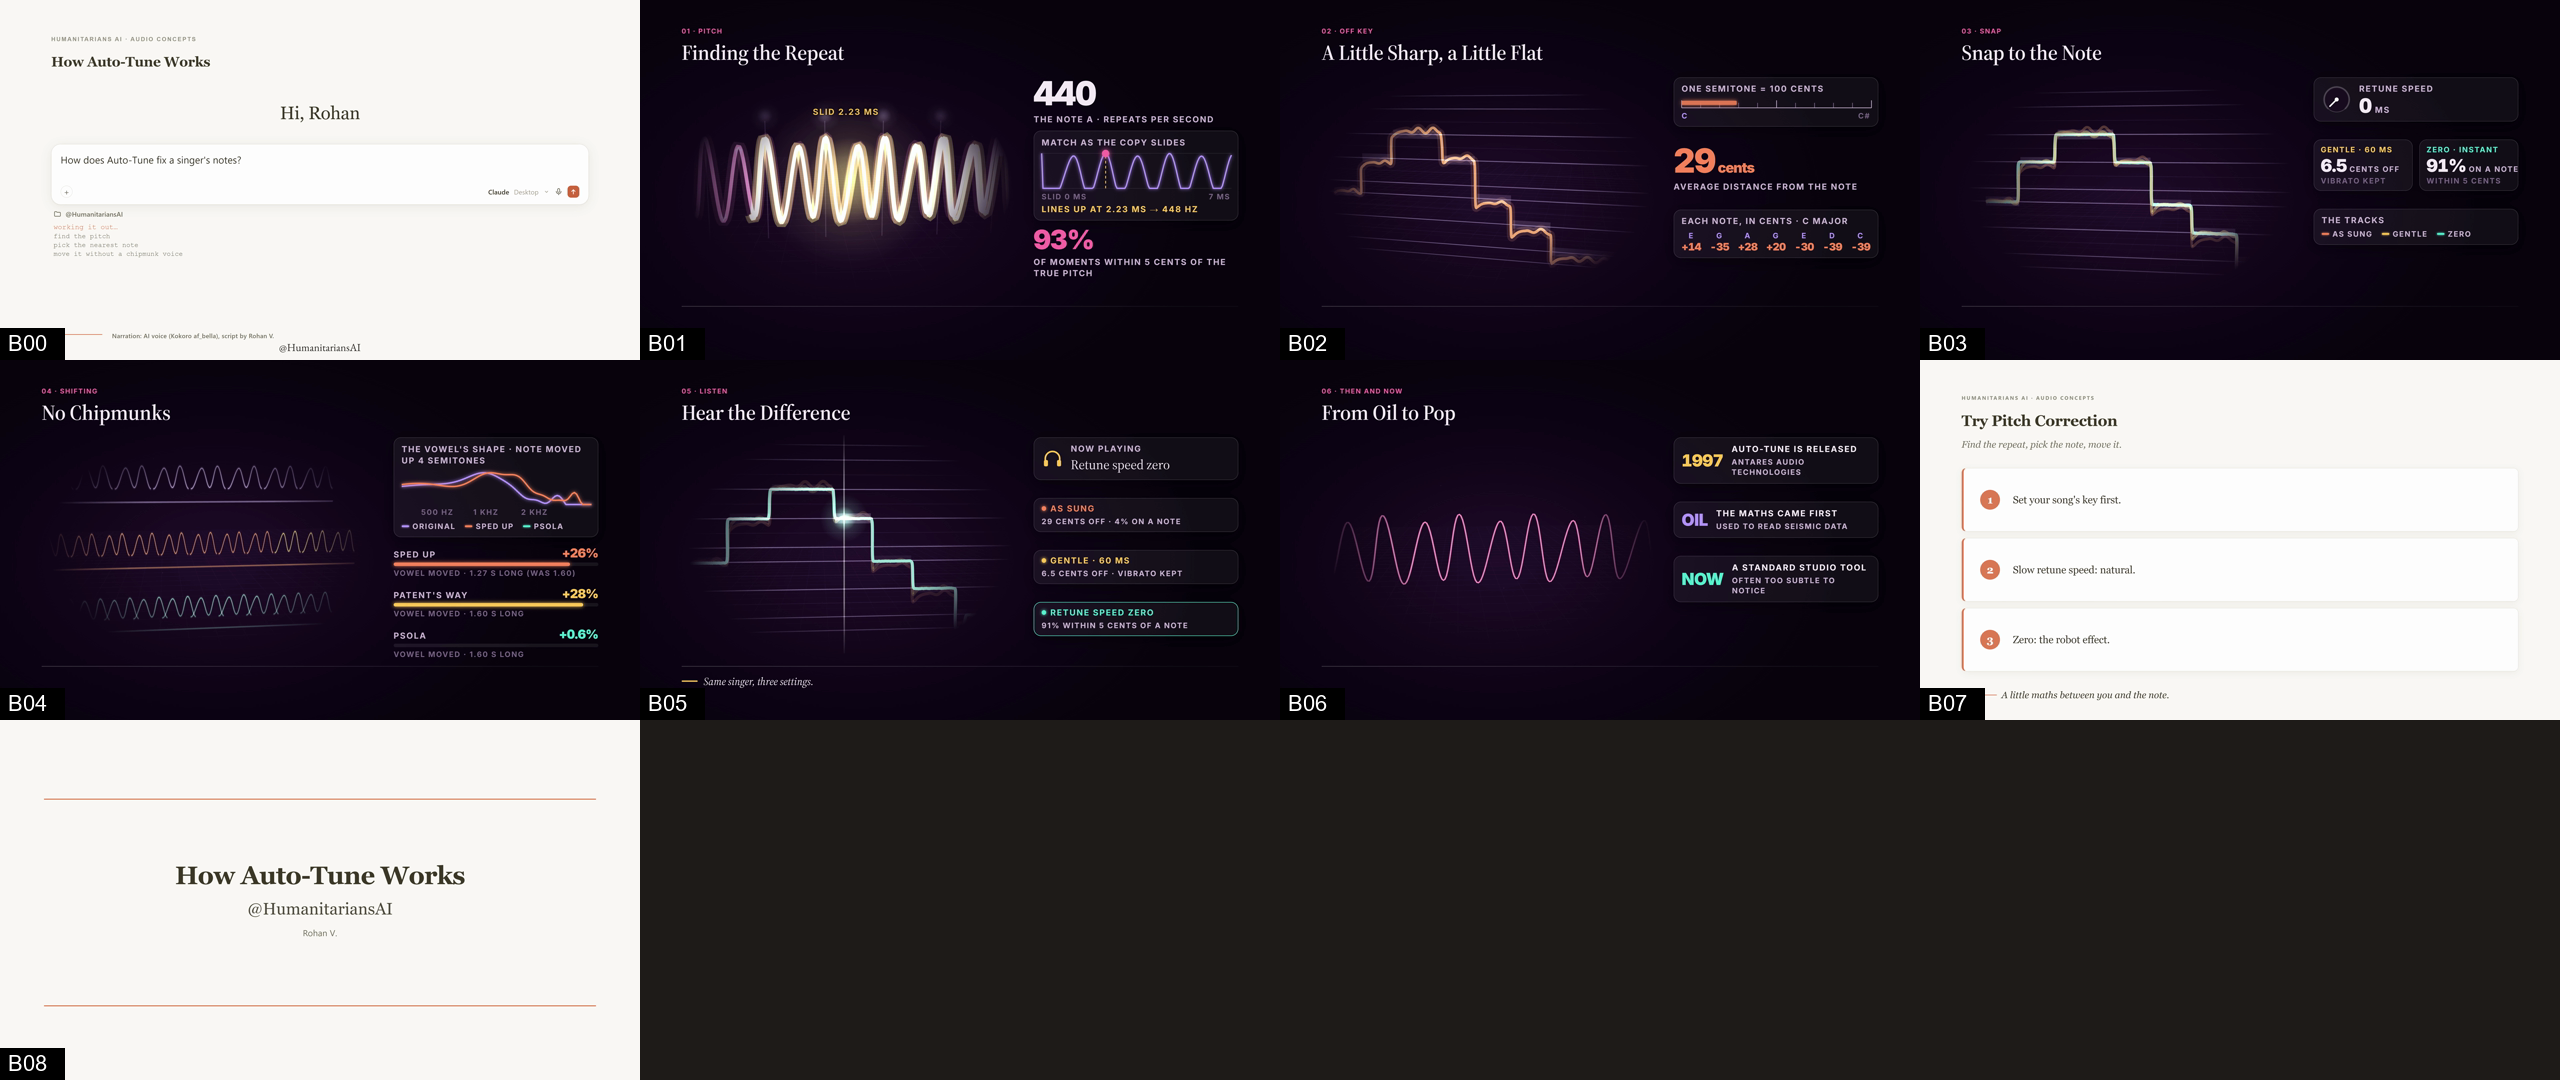 HUMANITARIANS AI · AUDIO CONCEPTS
How Auto-Tune Works
Hi, Rohan
How does Auto-Tune fix a singer's notes?
+
Claude Desktop
@HumanitariansAI
working it out…
find the pitch
pick the nearest note
move it without a chipmunk voice
Narration: AI voice (Kokoro af_bella), script by Rohan V.
@HumanitariansAI
B00
01 · PITCH
Finding the Repeat
SLID 2.23 MS
440
THE NOTE A · REPEATS PER SECOND
MATCH AS THE COPY SLIDES
SLID 0 MS 7 MS
LINES UP AT 2.23 MS → 448 HZ
93%
OF MOMENTS WITHIN 5 CENTS OF THE
TRUE PITCH
B01
02 · OFF KEY
A Little Sharp, a Little Flat
ONE SEMITONE = 100 CENTS
C C#
29 cents
AVERAGE DISTANCE FROM THE NOTE
EACH NOTE, IN CENTS · C MAJOR
E G A G E D C
+14 -35 +28 +20 -30 -39 -39
B02
03 · SNAP
Snap to the Note
RETUNE SPEED
0 MS
GENTLE · 60 MS
6.5 CENTS OFF
VIBRATO KEPT
ZERO · INSTANT
91% ON A NOTE
WITHIN 5 CENTS
THE TRACKS
AS SUNG GENTLE ZERO
B03
04 · SHIFTING
No Chipmunks
THE VOWEL'S SHAPE · NOTE MOVED
UP 4 SEMITONES
500 HZ 1 KHZ 2 KHZ
ORIGINAL SPED UP PSOLA
SPED UP +26%
VOWEL MOVED · 1.27 S LONG (WAS 1.60)
PATENT'S WAY +28%
VOWEL MOVED · 1.60 S LONG
PSOLA +0.6%
VOWEL MOVED · 1.60 S LONG
B04
05 · LISTEN
Hear the Difference
NOW PLAYING
Retune speed zero
AS SUNG
29 CENTS OFF · 4% ON A NOTE
GENTLE · 60 MS
6.5 CENTS OFF · VIBRATO KEPT
RETUNE SPEED ZERO
91% WITHIN 5 CENTS OF A NOTE
Same singer, three settings.
B05
06 · THEN AND NOW
From Oil to Pop
1997
AUTO-TUNE IS RELEASED
ANTARES AUDIO
TECHNOLOGIES
OIL
THE MATHS CAME FIRST
USED TO READ SEISMIC DATA
NOW
A STANDARD STUDIO TOOL
OFTEN TOO SUBTLE TO
NOTICE
B06
HUMANITARIANS AI · AUDIO CONCEPTS
Try Pitch Correction
Find the repeat, pick the note, move it.
1 Set your song's key first.
2 Slow retune speed: natural.
3 Zero: the robot effect.
A little maths between you and the note.
B07
How Auto-Tune Works
@HumanitariansAI
Rohan V.
B08